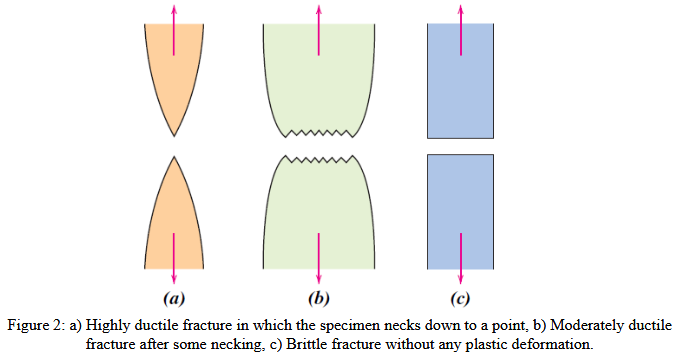 (a)
(b)
(c)
Figure 2: a) Highly ductile fracture in which the specimen necks down to a point, b) Moderately ductile
fracture after some necking, c) Brittle fracture without any plastic deformation.